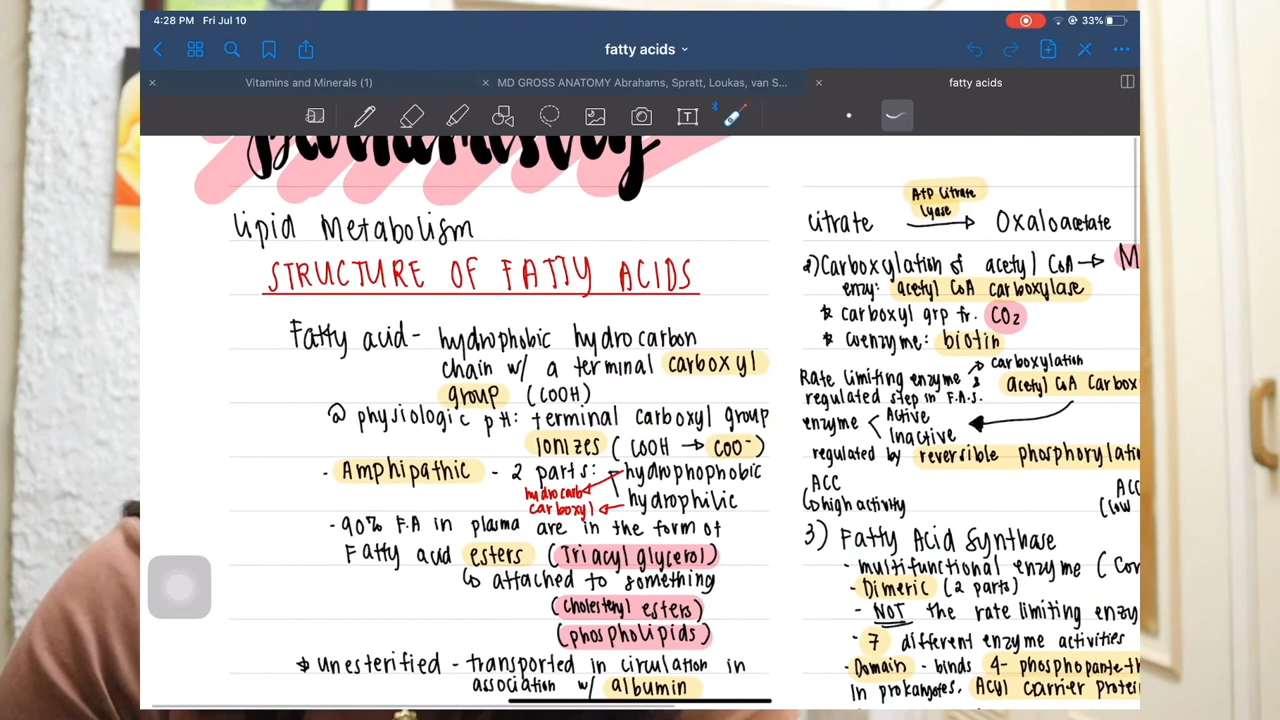 4:28 PM Fri Jul 10
33%
fatty acids
Vitamins and Minerals (1)
MD GROSS ANATOMY Abrahams, Spratt, Loukas, van S...
fatty acids
Lipid Metabolism
STRUCTURE OF FATTY ACIDS
Fatty acid - hydrophobic hydrocarbon
chain w/ a terminal carboxyl
group (COOH)
@ physiologic pH: terminal carboxyl group
ionizes (COOH → COO⁻)
- Amphipathic - 2 parts: hydrophophobic
hydrocarb
carboxyl
hydrophilic
- 90% F.A in plasma are in the form of
Fatty acid esters (Triacyl glycerol)
↳ attached to something
(cholesteryl esters)
(phospholipids)
→ unesterified - transported in circulation in
association w/ albumin
ATP Citrate
lyase
Citrate → Oxaloacetate
2) Carboxylation of acetyl CoA → M
enzy: acetyl CoA carboxylase
* carboxyl grp fr. CO₂
* coenzyme: biotin
→ carboxylation
Rate limiting enzyme & acetyl CoA Carbox
regulated step in F.A.S.
enzyme < Active
Inactive
regulated by reversible phosphorylati
ACC
↳ high activity
ACC
(low
3) Fatty Acid Synthase
- multifunctional enzyme (Con
- Dimeric (2 parts)
- NOT the rate limiting enzy
- 7 different enzyme activities
- Domain - binds 4-phosphopante-th
In prokaryotes, Acyl carrier protei